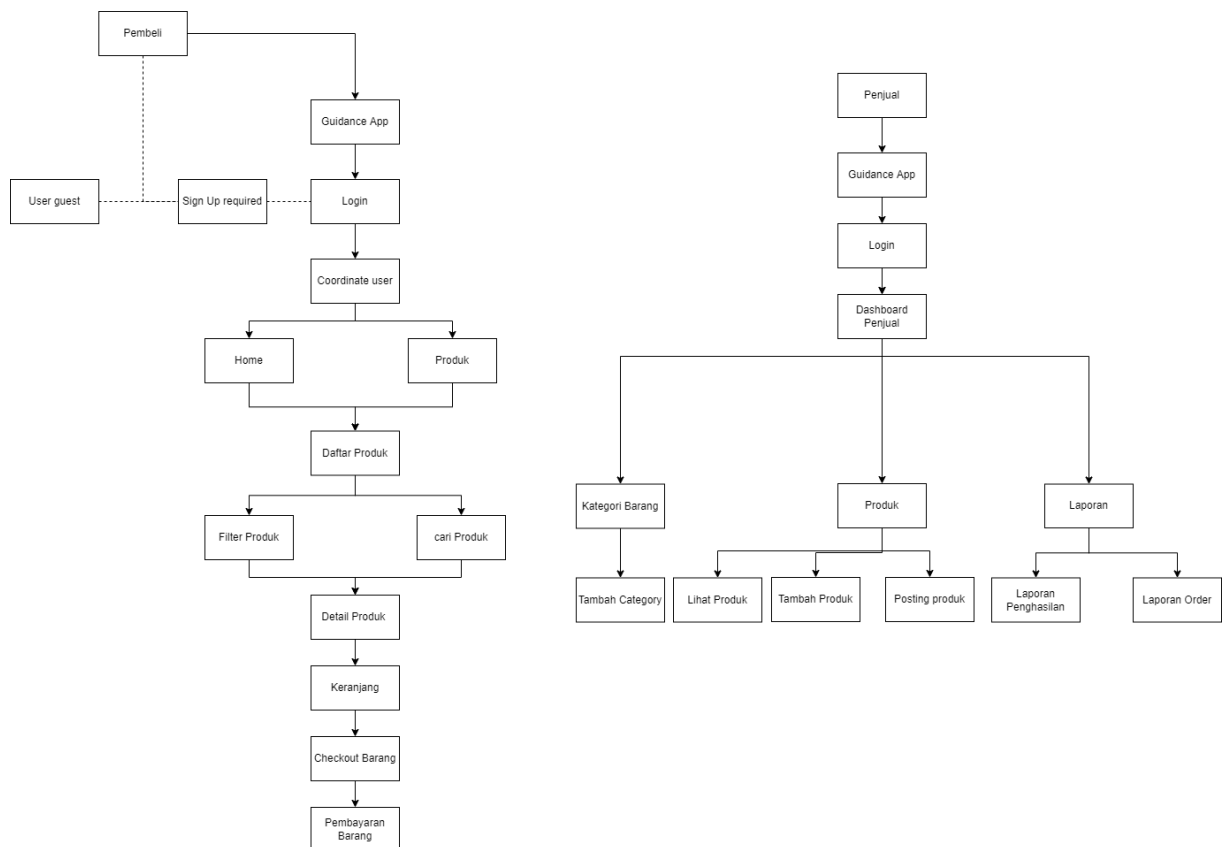 Pembeli
Guidance App
User guest
Sign Up required
Login
Coordinate user
Home
Produk
Daftar Produk
Filter Produk
cari Produk
Detail Produk
Keranjang
Checkout Barang
Pembayaran
Barang
Penjual
Guidance App
Login
Dashboard
Penjual
Kategori Barang
Produk
Laporan
Tambah Category
Lihat Produk
Tambah Produk
Posting produk
Laporan
Penghasilan
Laporan Order